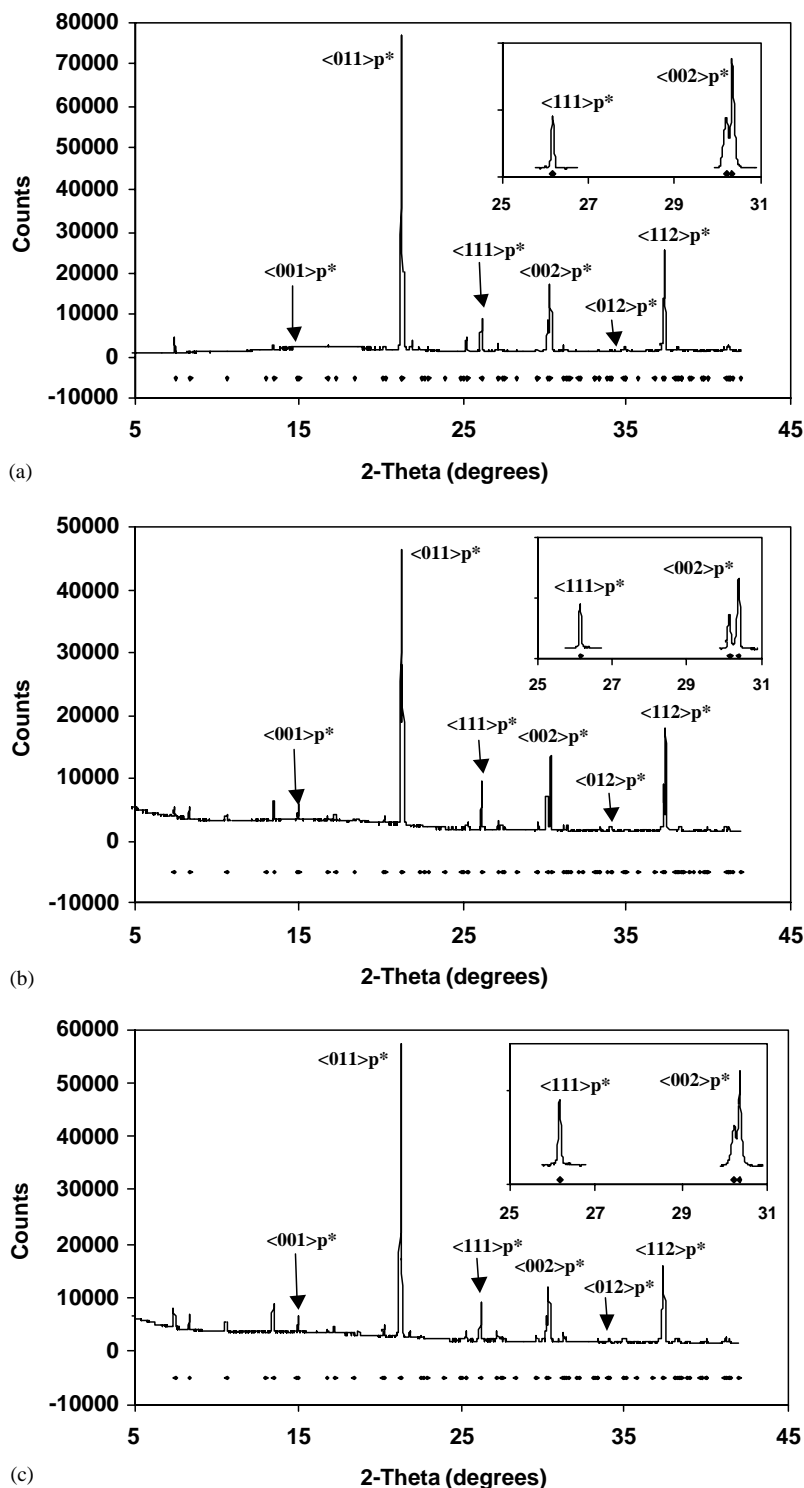 80000
70000
60000
50000
40000
30000
20000
10000
0
-10000
Counts
<011>p*
<001>p*
<111>p*
<002>p*
<012>p*
<112>p*
<111>p*
<002>p*
25 27 29 31
5 15 25 35 45
2-Theta (degrees)
(a)
50000
40000
30000
20000
10000
0
-10000
Counts
<011>p*
<001>p*
<111>p*
<002>p*
<012>p*
<112>p*
<111>p*
<002>p*
25 27 29 31
5 15 25 35 45
2-Theta (degrees)
(b)
60000
50000
40000
30000
20000
10000
0
-10000
Counts
<011>p*
<001>p*
<111>p*
<002>p*
<012>p*
<112>p*
<111>p*
<002>p*
25 27 29 31
5 15 25 35 45
2-Theta (degrees)
(c)